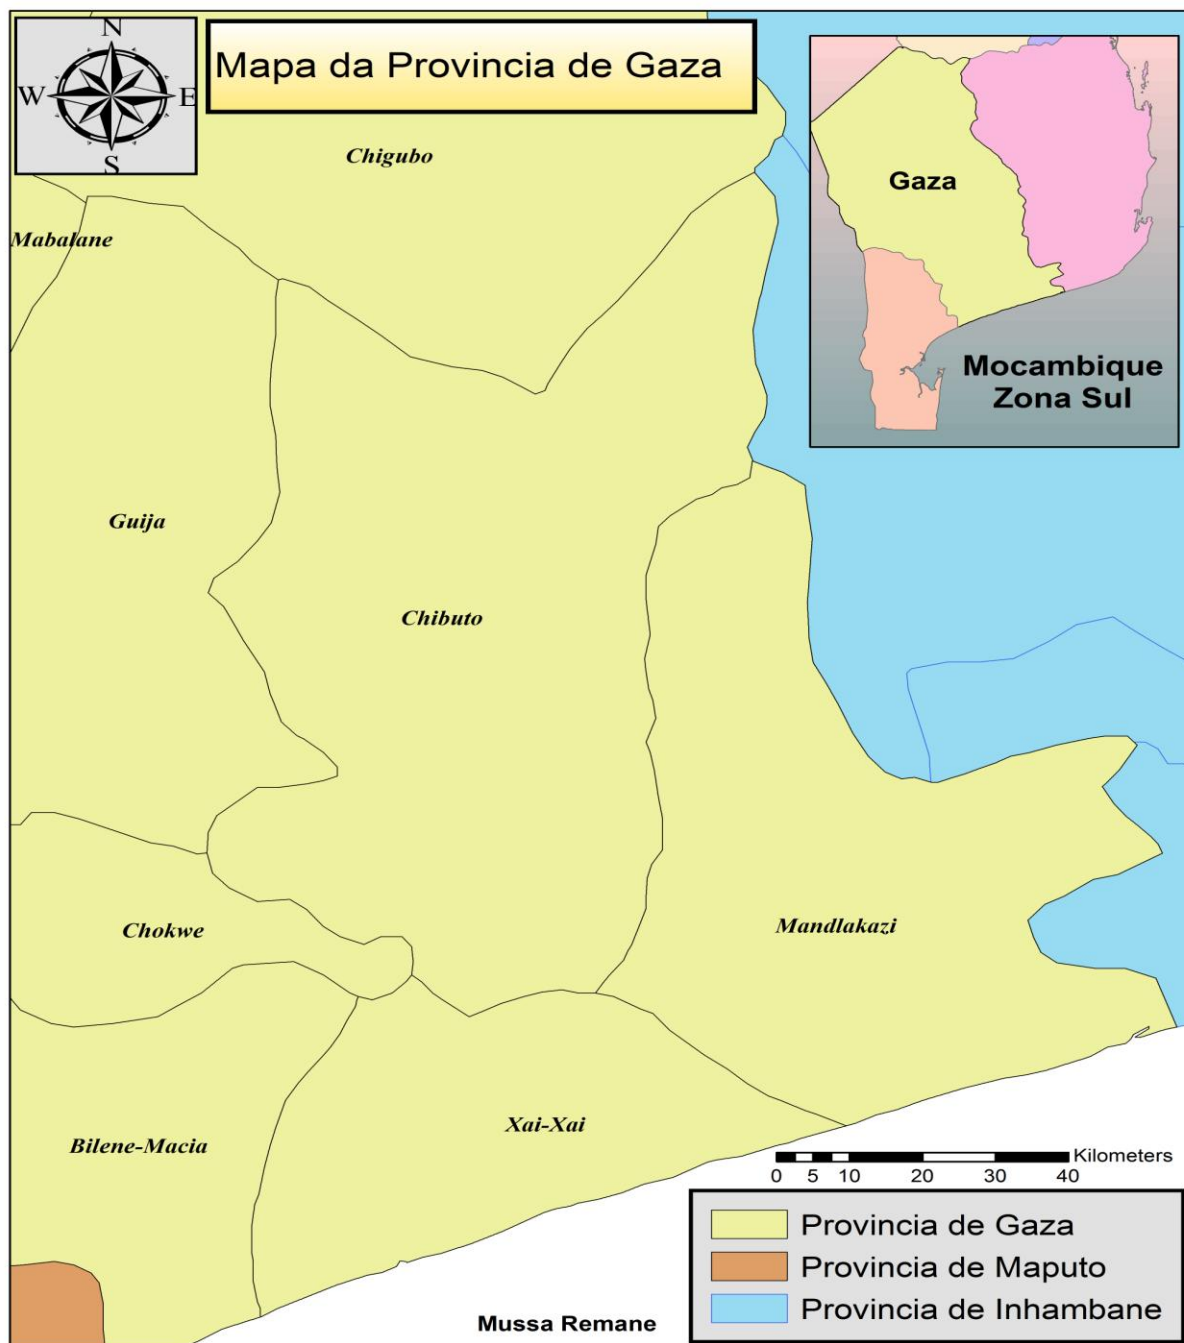 N
W E
S
Mapa da Provincia de Gaza
Gaza
Mocambique
Zona Sul
Chigubo
Mabalane
Guija
Chibuto
Chokwe
Mandlakazi
Xai-Xai
Bilene-Macia
Kilometers
0 5 10 20 30 40
Provincia de Gaza
Provincia de Maputo
Provincia de Inhambane
Mussa Remane